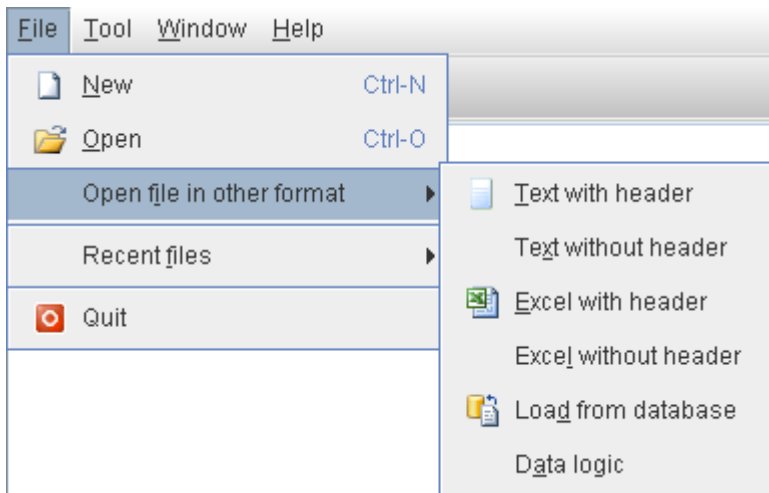 File Tool Window Help
New Ctrl-N
Open Ctrl-O
Open file in other format
Text with header
Text without header
Recent files
Excel with header
Quit
Excel without header
Load from database
Data logic